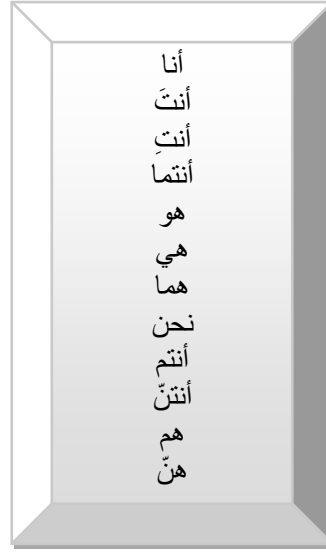 أنا
أنتَ
أنتِ
أنتما
هو
هي
هما
نحن
أنتم
أنتنّ
هم
هنّ